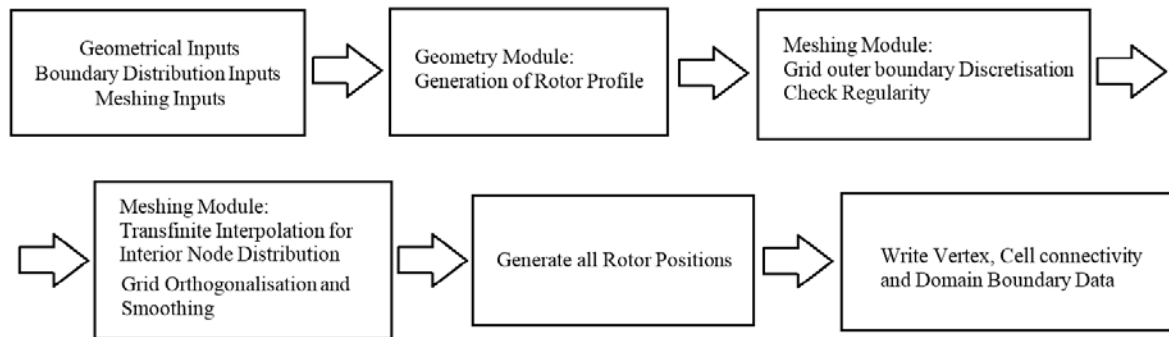 Geometrical Inputs
Boundary Distribution Inputs
Meshing Inputs
Geometry Module:
Generation of Rotor Profile
Meshing Module:
Grid outer boundary Discretisation
Check Regularity
Meshing Module:
Transfinite Interpolation for
Interior Node Distribution
Grid Orthogonalisation and
Smoothing
Generate all Rotor Positions
Write Vertex, Cell connectivity
and Domain Boundary Data